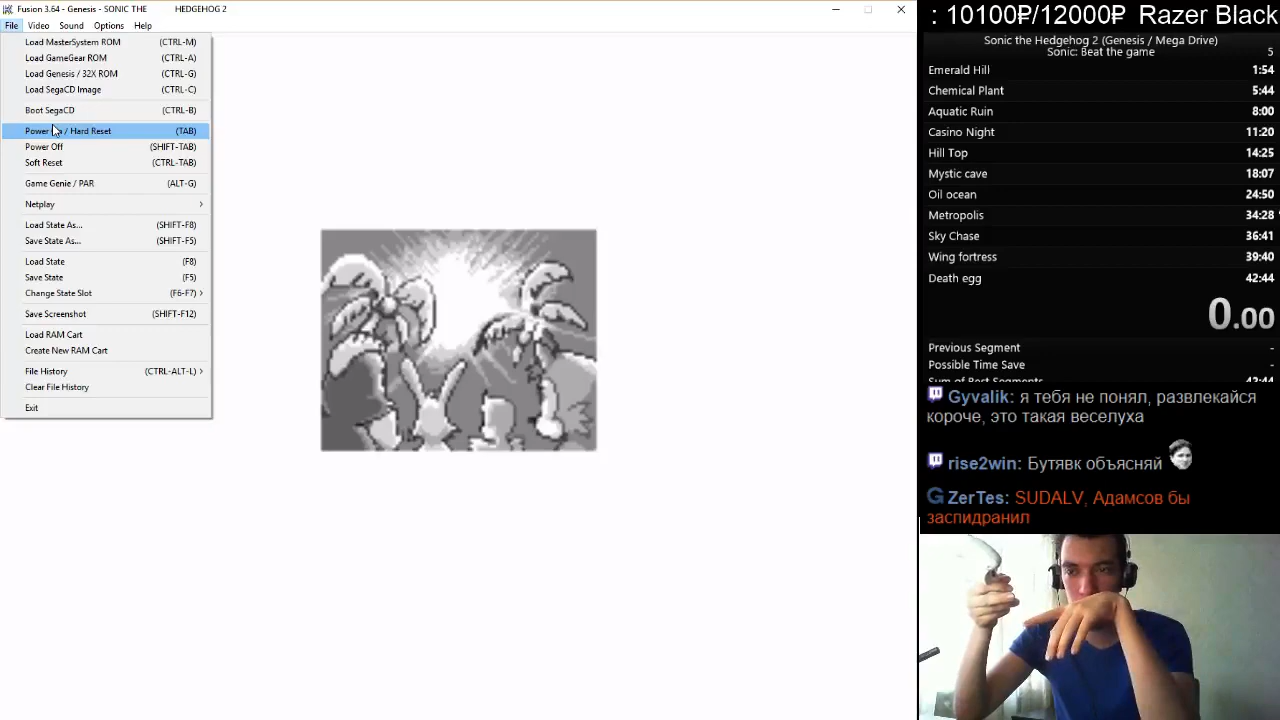 Fusion 3.64 - Genesis - SONIC THE HEDGEHOG 2
File Video Sound Options Help
Load MasterSystem ROM (CTRL-M)
Load GameGear ROM (CTRL-A)
Load Genesis / 32X ROM (CTRL-G)
Load SegaCD Image (CTRL-C)
Boot SegaCD (CTRL-B)
Power / Hard Reset (TAB)
Power Off (SHIFT-TAB)
Soft Reset (CTRL-TAB)
Game Genie / PAR (ALT-G)
Netplay
Load State As... (SHIFT-F8)
Save State As... (SHIFT-F5)
Load State (F8)
Save State (F5)
Change State Slot (F6-F7)
Save Screenshot (SHIFT-F12)
Load RAM Cart
Create New RAM Cart
File History (CTRL-ALT-L)
Clear File History
Exit
: 10100₽/12000₽ Razer Black
Sonic the Hedgehog 2 (Genesis / Mega Drive)
Sonic: Beat the game 5
Emerald Hill 1:54
Chemical Plant 5:44
Aquatic Ruin 8:00
Casino Night 11:20
Hill Top 14:25
Mystic cave 18:07
Oil ocean 24:50
Metropolis 34:28
Sky Chase 36:41
Wing fortress 39:40
Death egg 42:44
0.00
Previous Segment -
Possible Time Save -
Sum of Best Segments 42:44
Gyvalik: я тебя не понял, развлекайся
короче, это такая веселуха
rise2win: Бутявк объясняй
ZerTes: SUDALV, Адамсов бы
заспидранил